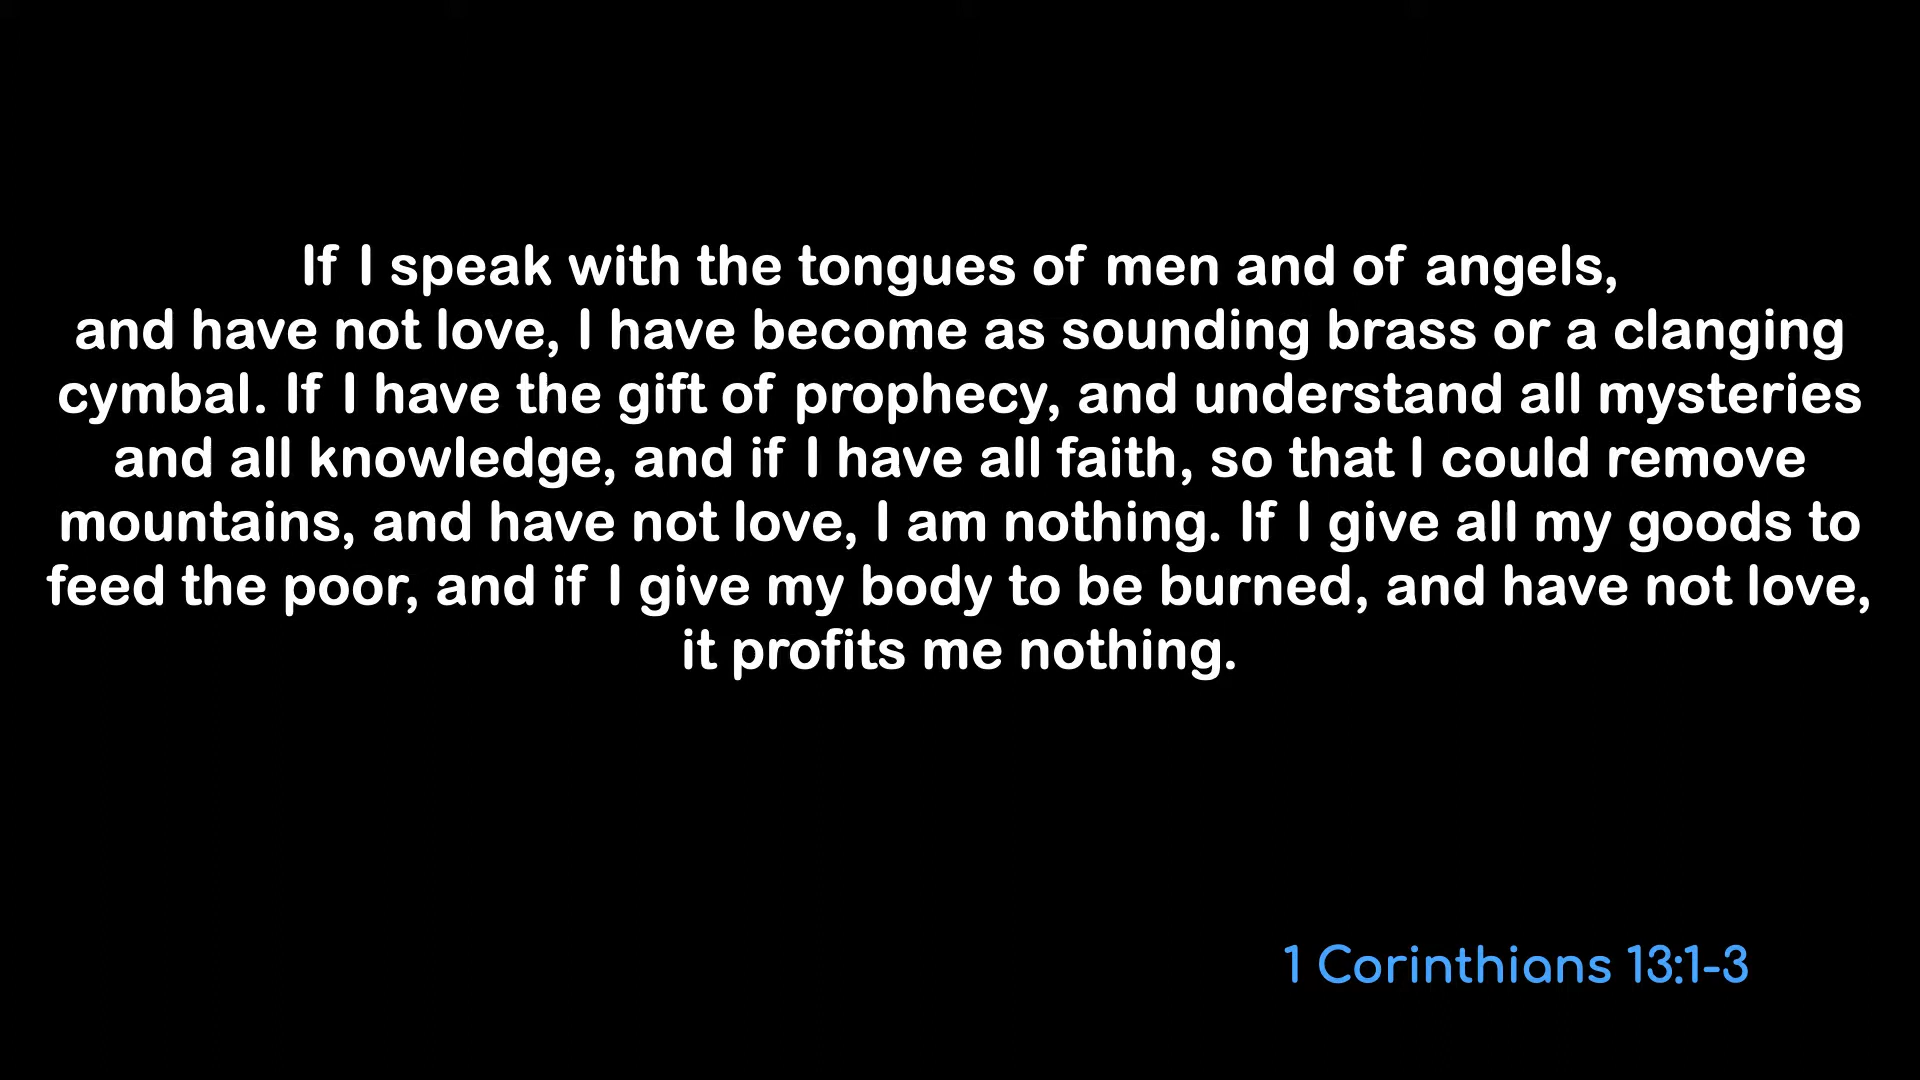 If I speak with the tongues of men and of angels,
and have not love, I have become as sounding brass or a clanging
cymbal. If I have the gift of prophecy, and understand all mysteries
and all knowledge, and if I have all faith, so that I could remove
mountains, and have not love, I am nothing. If I give all my goods to
feed the poor, and if I give my body to be burned, and have not love,
it profits me nothing.
1 Corinthians 13:1-3